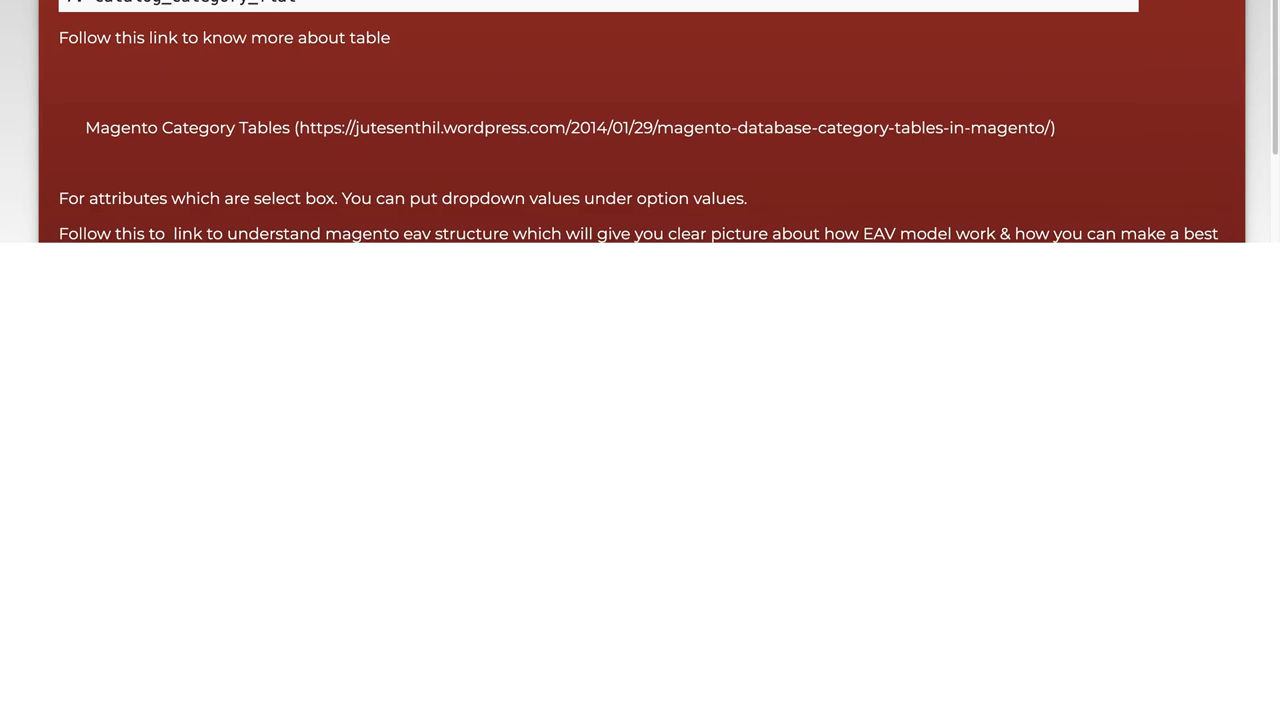 Follow this link to know more about table
Magento Category Tables (https://jutesenthil.wordpress.com/2014/01/29/magento-database-category-tables-in-magento/)
For attributes which are select box. You can put dropdown values under option values.
Follow this to  link to understand magento eav structure which will give you clear picture about how EAV model work & how you can make a best